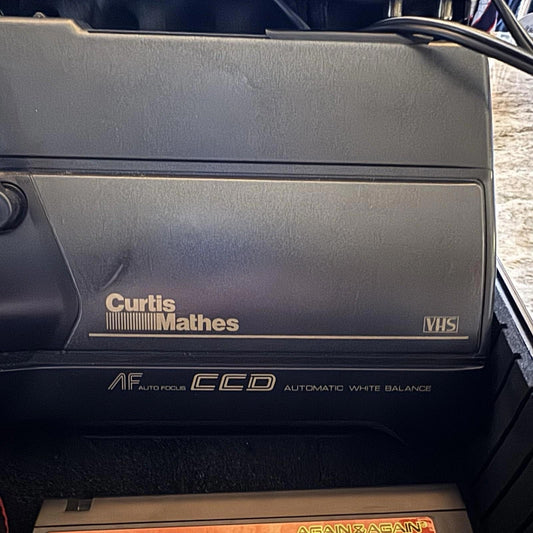 Curtis
Mathes
VHS
AF AUTO FOCUS CCD AUTOMATIC WHITE BALANCE
AGAIN & AGAIN